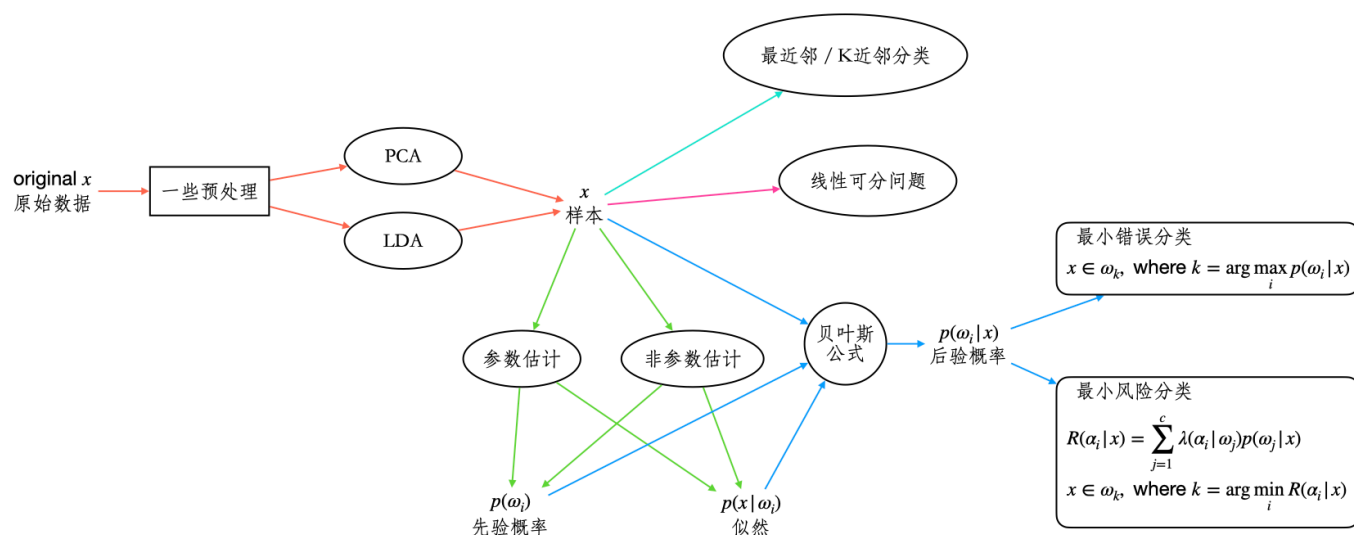 最近邻 / K近邻分类
PCA
original x
原始数据
一些预处理
线性可分问题
x
样本
LDA
最小错误分类
x ∈ ω_k, where k = arg max_i p(ω_i|x)
参数估计
非参数估计
贝叶斯
公式
p(ω_i|x)
后验概率
最小风险分类
R(α_i|x) = ∑_{j=1}^{c} λ(α_i|ω_j)p(ω_j|x)
x ∈ ω_k, where k = arg min_i R(α_i|x)
p(ω_i)
先验概率
p(x|ω_i)
似然